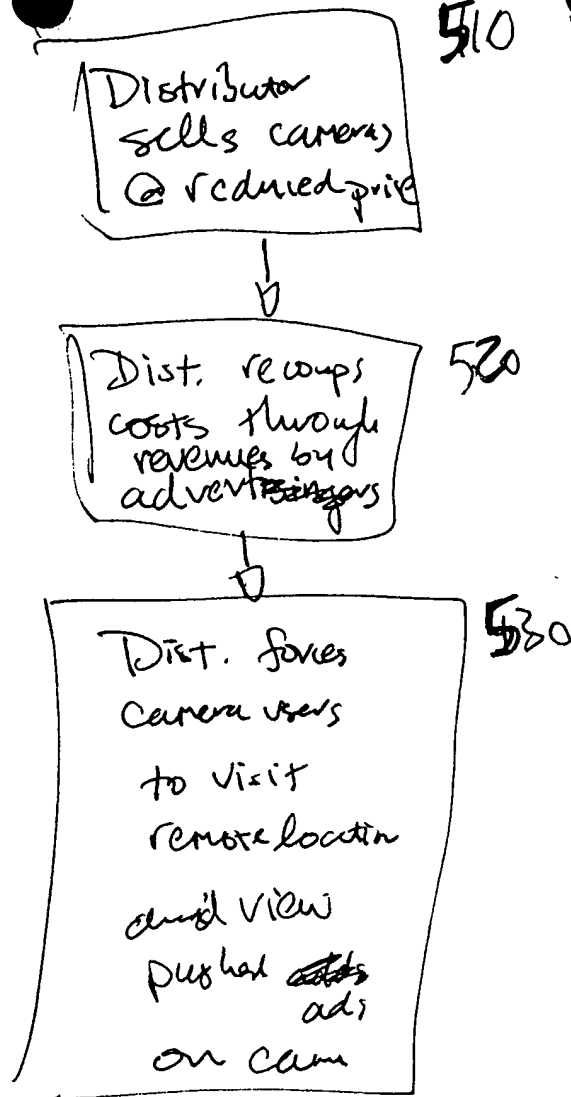 510
Distributor
sells cameras
@ reduced price
520
Dist. recoups
costs through
revenues by
advertisers
530
Dist. forces
camera users
to visit
remote location
and view
pushed
ads
on cam